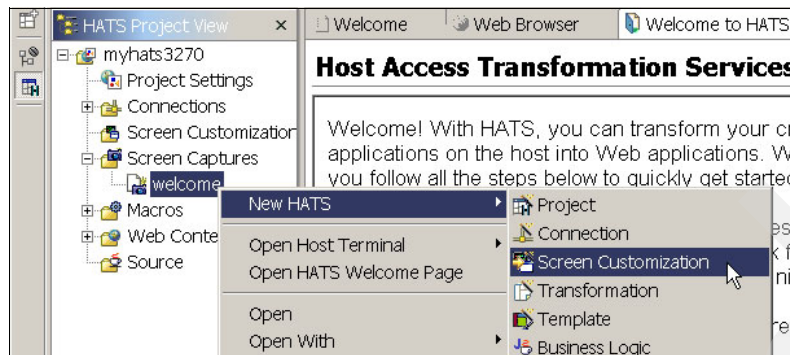 HATS Project View
Welcome
Web Browser
Welcome to HATS
myhats3270
Project Settings
Connections
Screen Customization
Screen Captures
welcome
Macros
Web Conte
Source
Host Access Transformation Services
Welcome! With HATS, you can transform your
applications on the host into Web applications.
you follow all the steps below to quickly get started
New HATS
Open Host Terminal
Open HATS Welcome Page
Open
Open With
Project
Connection
Screen Customization
Transformation
Template
Business Logic